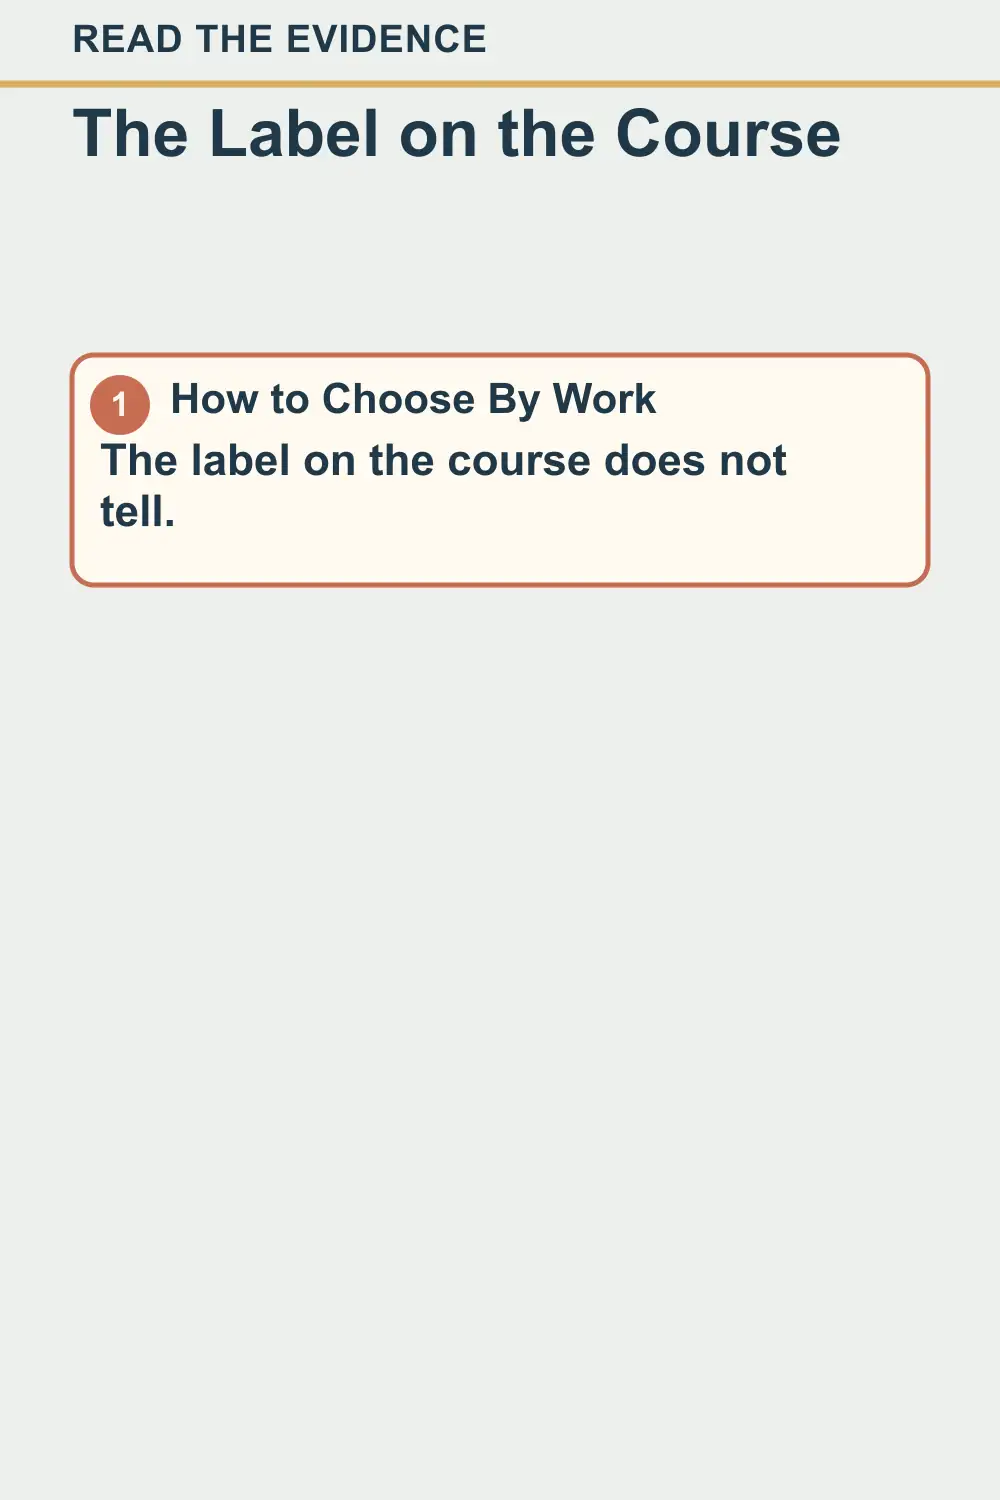 READ THE EVIDENCE
The Label on the Course
1 How to Choose By Work
The label on the course does not
tell.